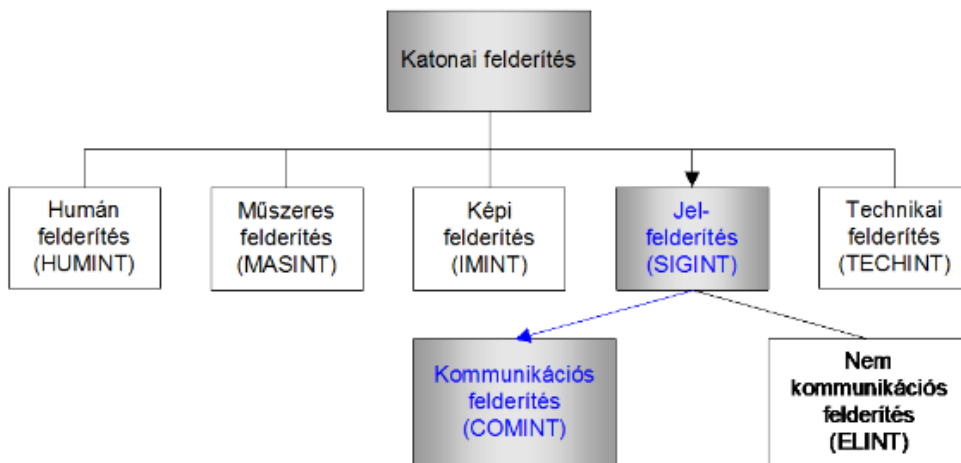 Katonai felderítés
Humán
felderítés
(HUMINT)
Műszeres
felderítés
(MASINT)
Képi
felderítés
(IMINT)
Jel-
felderítés
(SIGINT)
Technikai
felderítés
(TECHINT)
Kommunikációs
felderítés
(COMINT)
Nem
kommunikációs
felderítés
(ELINT)